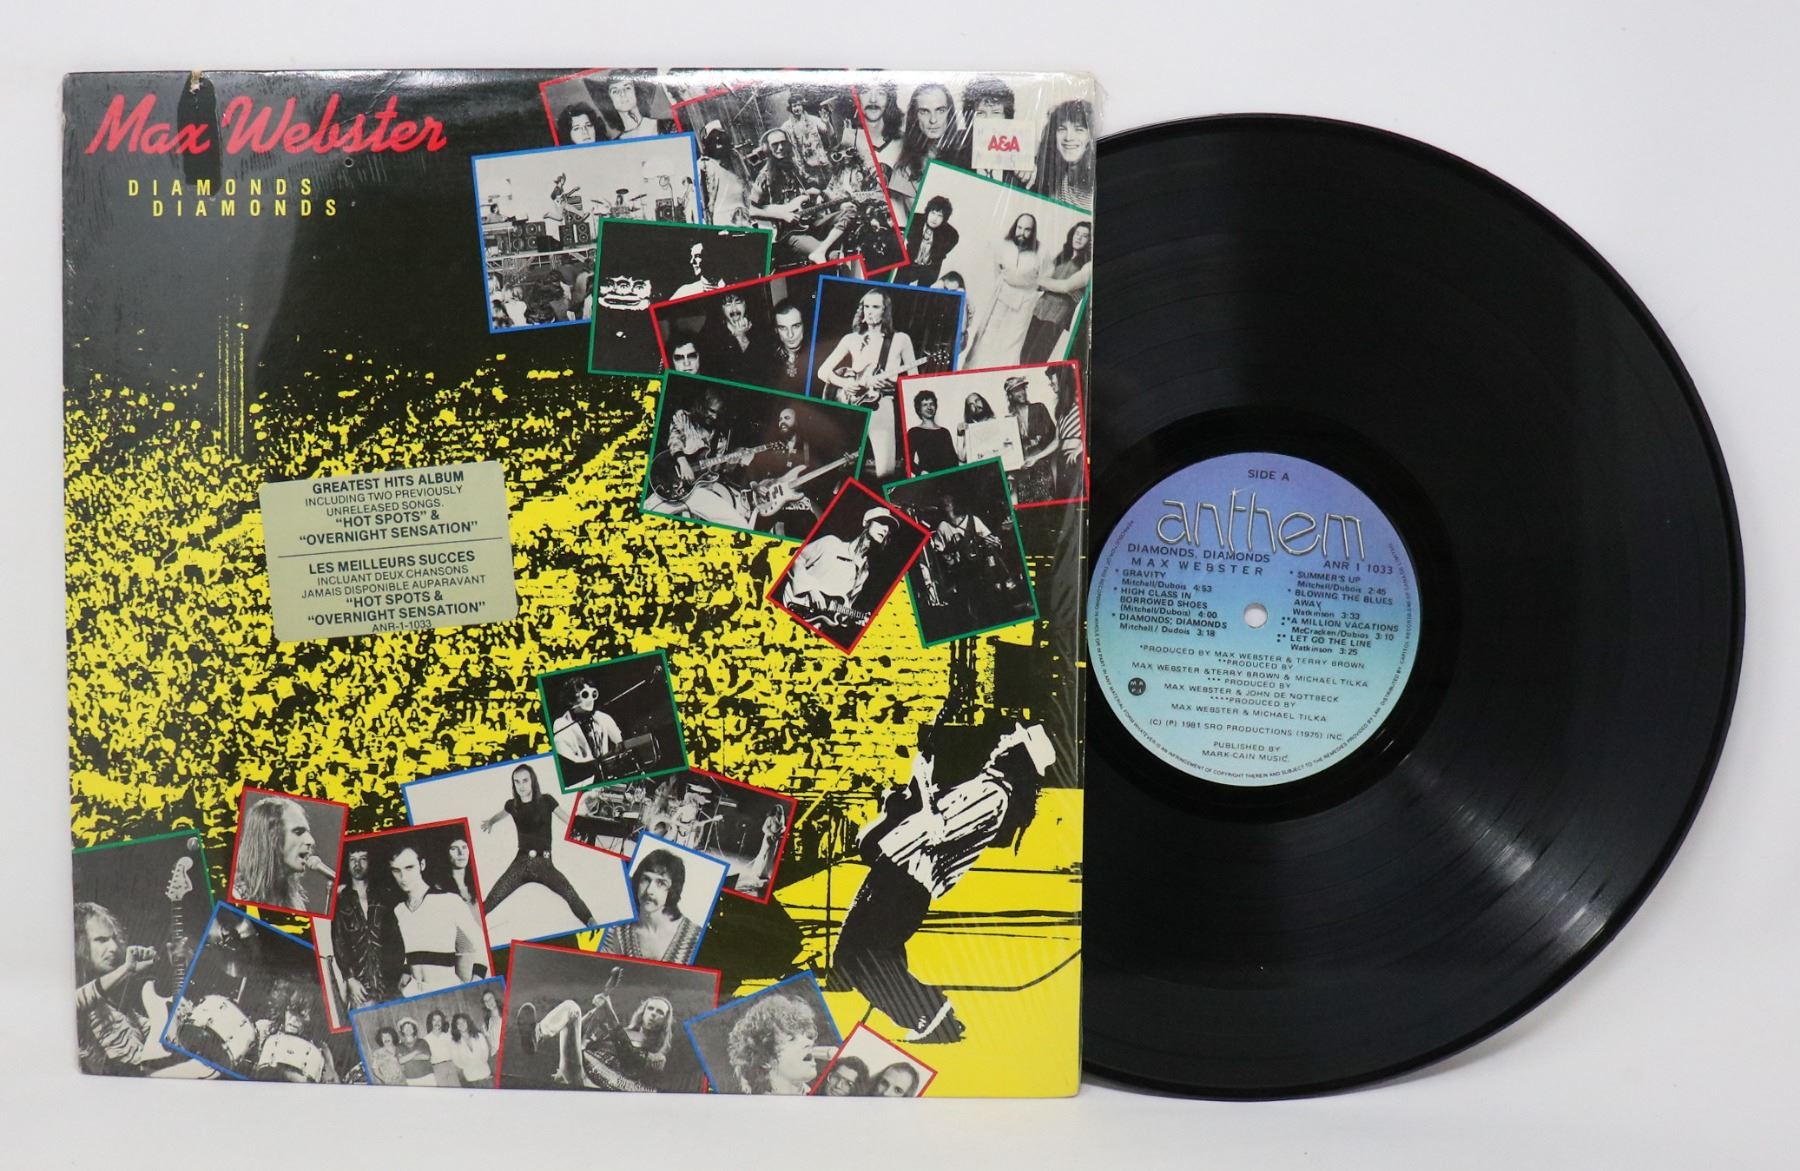 Max Webster
DIAMONDS
DIAMONDS
A&A
GREATEST HITS ALBUM
INCLUDING TWO PREVIOUSLY
UNRELEASED SONGS.
"HOT SPOTS" &
"OVERNIGHT SENSATION"
LES MEILLEURS SUCCES
INCLUANT DEUX CHANSONS
JAMAIS DISPONIBLE AUPARAVANT
"HOT SPOTS &
"OVERNIGHT SENSATION"
ANR-1-1033
SIDE A
anthem
DIAMONDS, DIAMONDS
MAX WEBSTER
ANR 1 1033
* GRAVITY
Mitchell/Dubois 4:53
* HIGH CLASS IN
BORROWED SHOES
(Mitchell/Dubois) 4:00
* DIAMONDS; DIAMONDS
Mitchell/ Dudois 3:18
* SUMMER'S UP
Mitchell/Dubois 2:45
* BLOWING THE BLUES
AWAY
Watkinson 3:33
**A MILLION VACATIONS
McCracken/Dubios 3:10
** LET GO THE LINE
Watkinson 3:25
*PRODUCED BY MAX WEBSTER & TERRY BROWN
**PRODUCED BY
MAX WEBSTER &TERRY BROWN & MICHAEL TILKA
*** PRODUCED BY
MAX WEBSTER & JOHN DE NOTTBECK
****PRODUCED BY
MAX WEBSTER & MICHAEL TILKA
(C) (P) 1981 SRO PRODUCTIONS (1975) INC.
PUBLISHED BY
MARK-CAIN MUSIC.